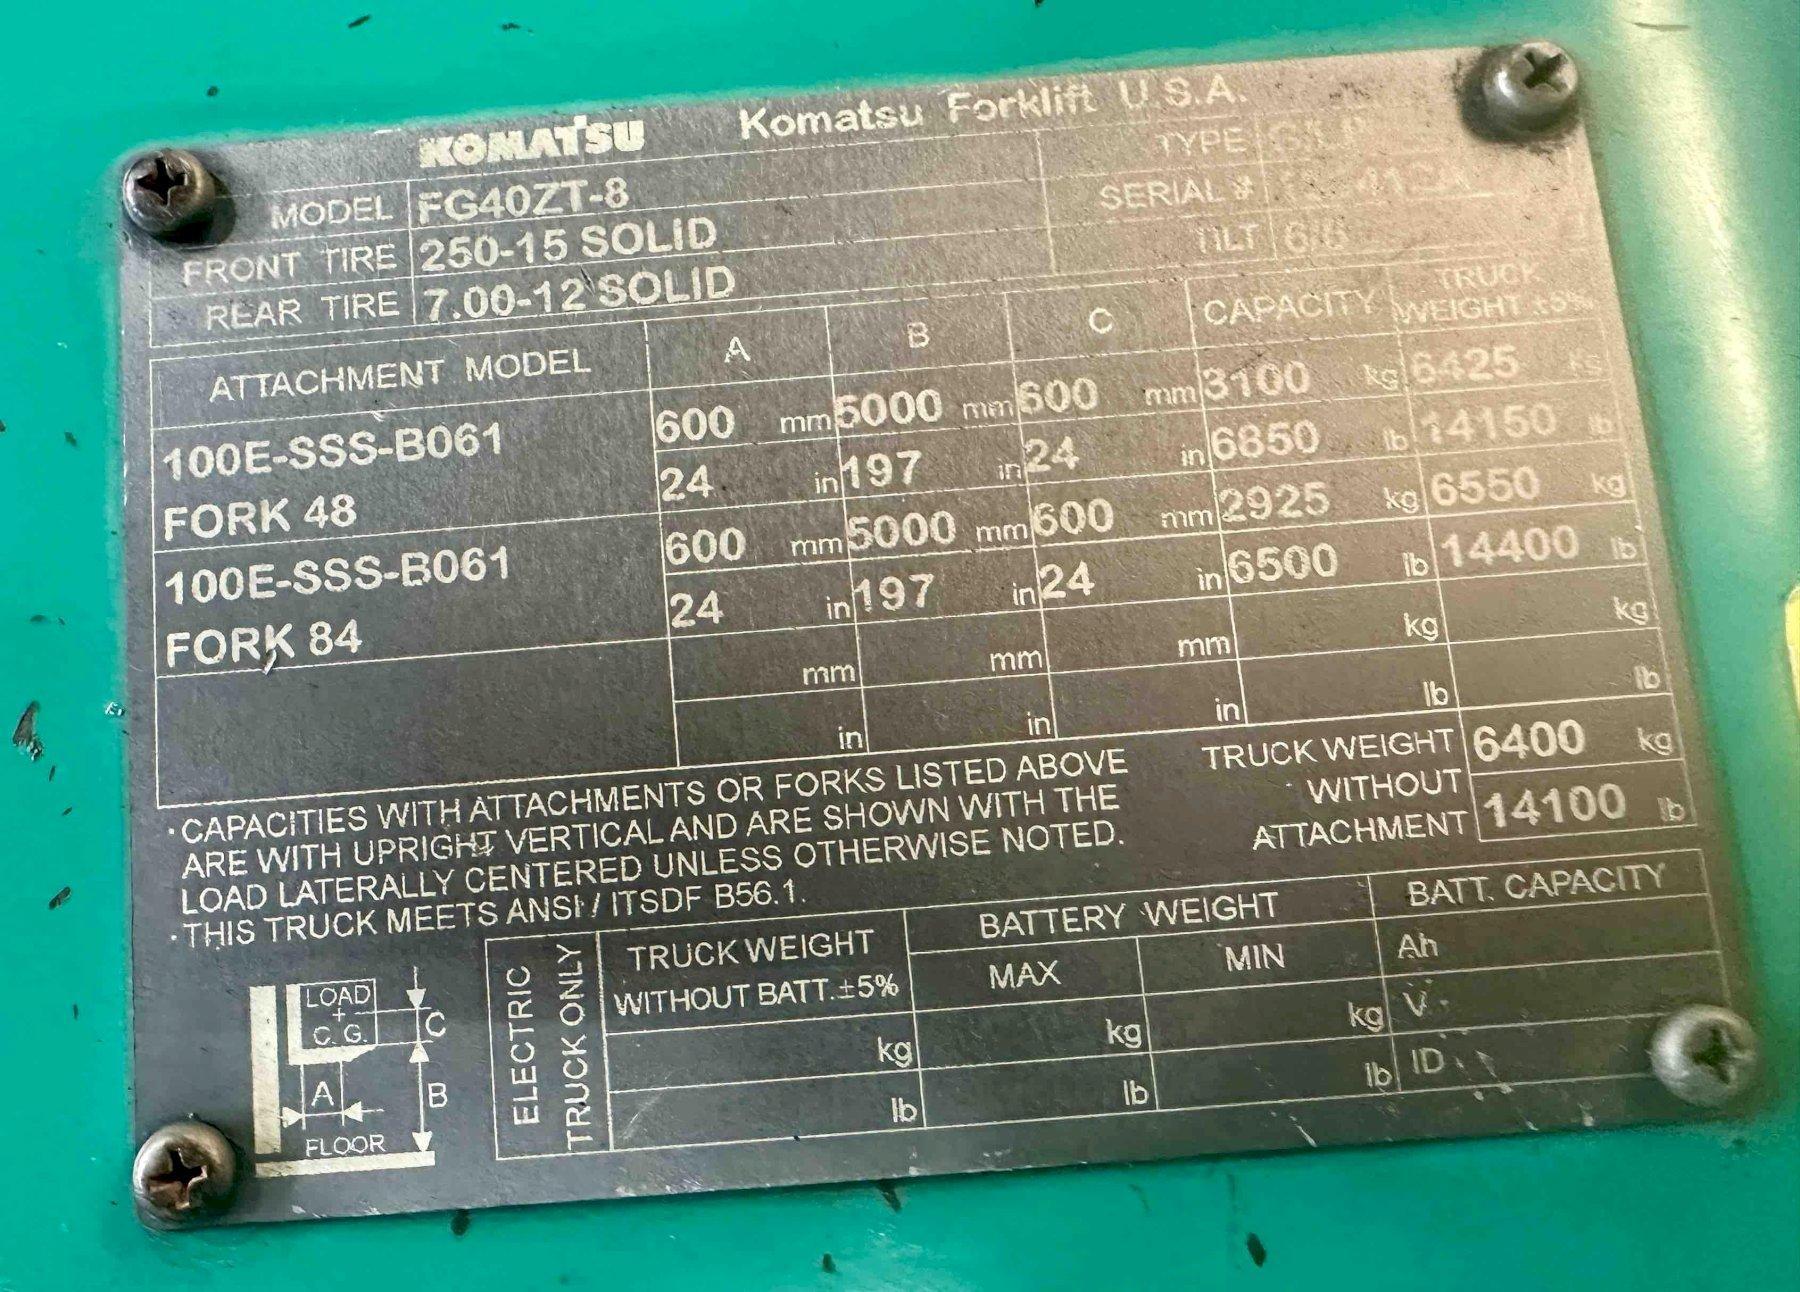 KOMATSU Komatsu Forklift U.S.A.
MODEL FG40ZT-8 TYPE
FRONT TIRE 250-15 SOLID SERIAL #
REAR TIRE 7.00-12 SOLID TILT 6/6
ATTACHMENT MODEL A B C CAPACITY TRUCK WEIGHT ±5%
100E-SSS-B061 600 mm 5000 mm 600 mm 3100 kg 6425 kg
FORK 48 24 in 197 in 24 in 6850 lb 14150 lb
100E-SSS-B061 600 mm 5000 mm 600 mm 2925 kg 6550 kg
FORK 84 24 in 197 in 24 in 6500 lb 14400 lb
mm mm mm kg kg
in in in lb lb
·CAPACITIES WITH ATTACHMENTS OR FORKS LISTED ABOVE
ARE WITH UPRIGHT VERTICAL AND ARE SHOWN WITH THE
LOAD LATERALLY CENTERED UNLESS OTHERWISE NOTED.
·THIS TRUCK MEETS ANSI / ITSDF B56.1.
TRUCK WEIGHT 6400 kg
WITHOUT
ATTACHMENT 14100 lb
LOAD
+
C. G.
C
A
B
FLOOR
ELECTRIC
TRUCK ONLY
TRUCK WEIGHT
WITHOUT BATT.±5%
kg
lb
BATTERY WEIGHT
MAX MIN
kg kg
lb lb
BATT. CAPACITY
Ah
V
ID